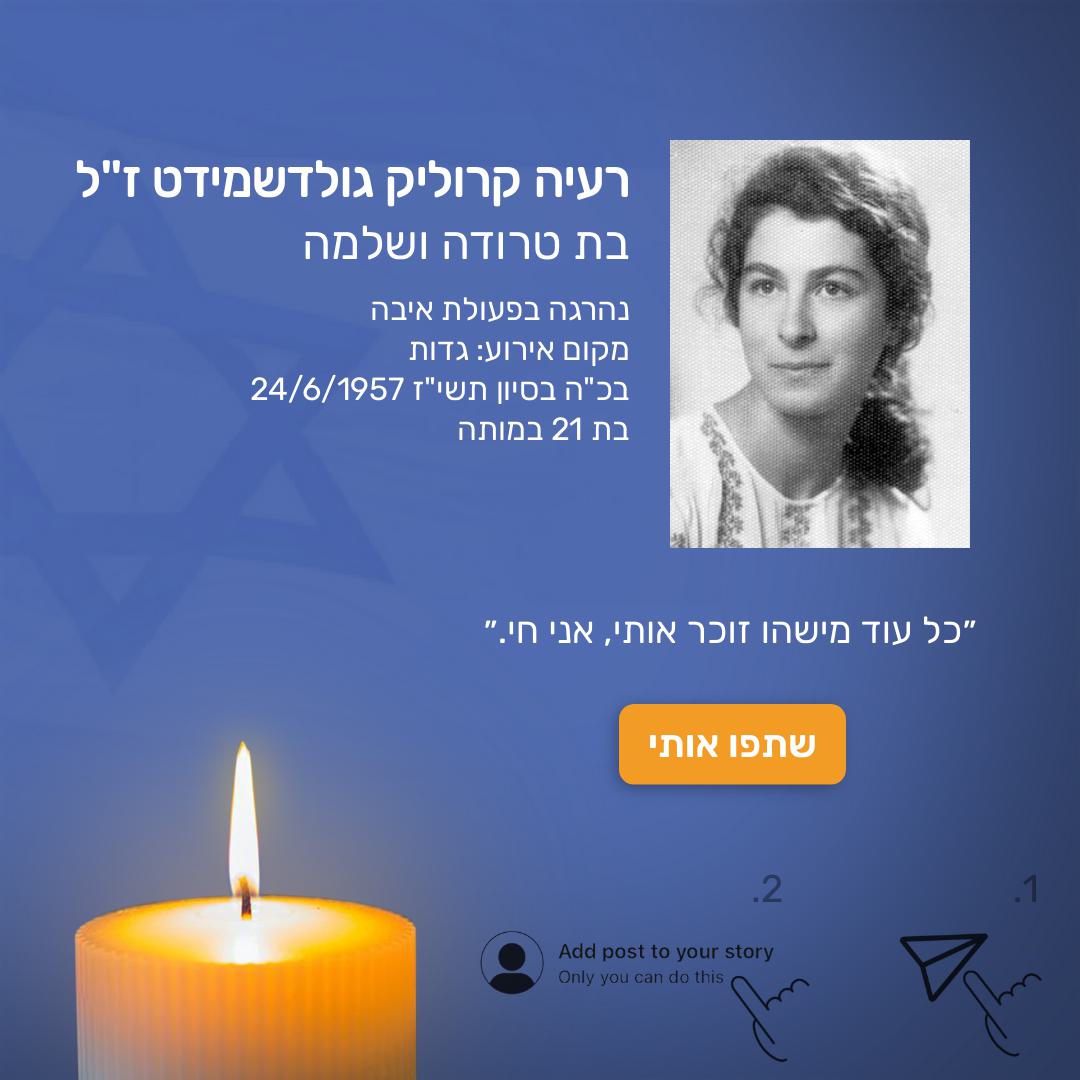 רעיה קרוליק גולדשמידט ז"ל
בת טרודה ושלמה
נהרגה בפעולת איבה
מקום אירוע: גדות
בכ"ה בסיון תשי"ז 24/6/1957
בת 21 במותה
״כל עוד מישהו זוכר אותי, אני חי.״
שתפו אותי
1.
2.
Add post to your story
Only you can do this